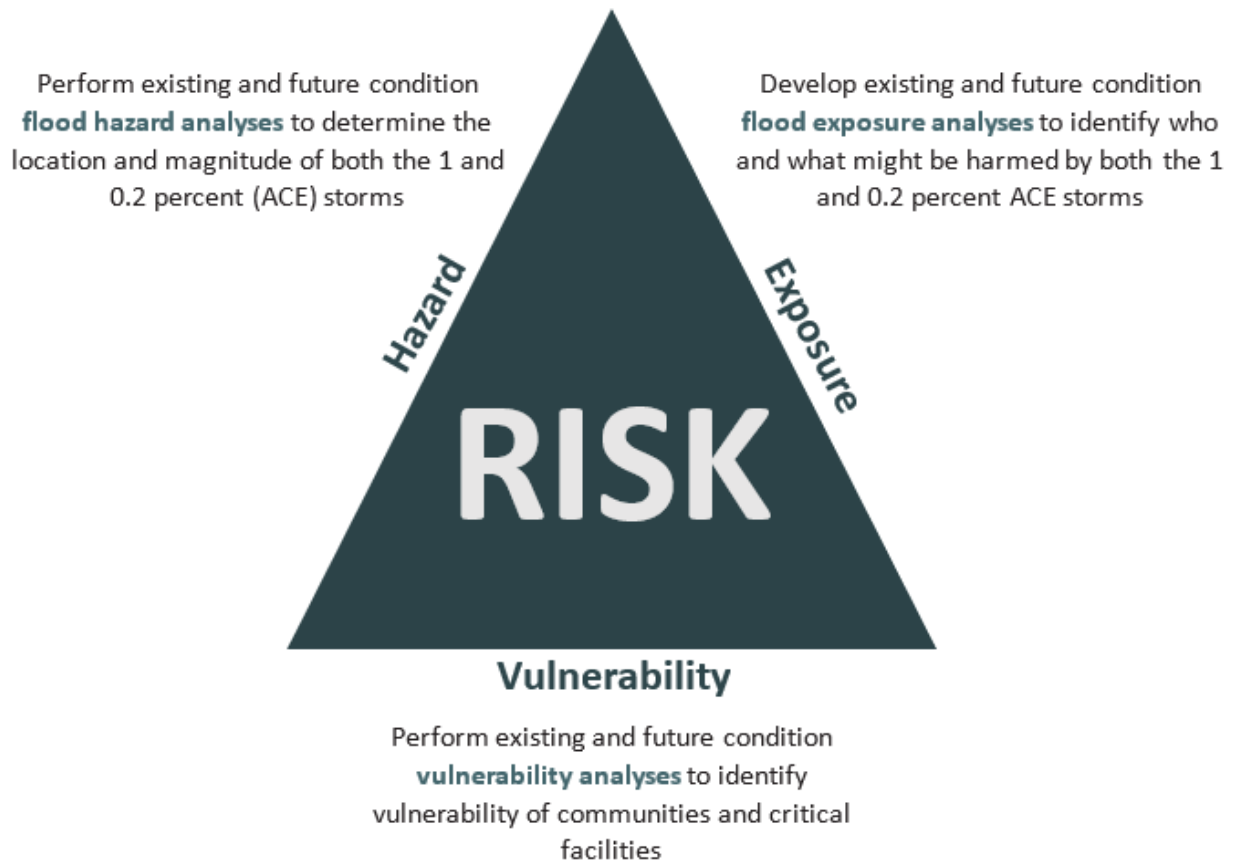 Perform existing and future condition
flood hazard analyses to determine the
location and magnitude of both the 1 and
0.2 percent (ACE) storms
Develop existing and future condition
flood exposure analyses to identify who
and what might be harmed by both the 1
and 0.2 percent ACE storms
Hazard
Exposure
RISK
Vulnerability
Perform existing and future condition
vulnerability analyses to identify
vulnerability of communities and critical
facilities